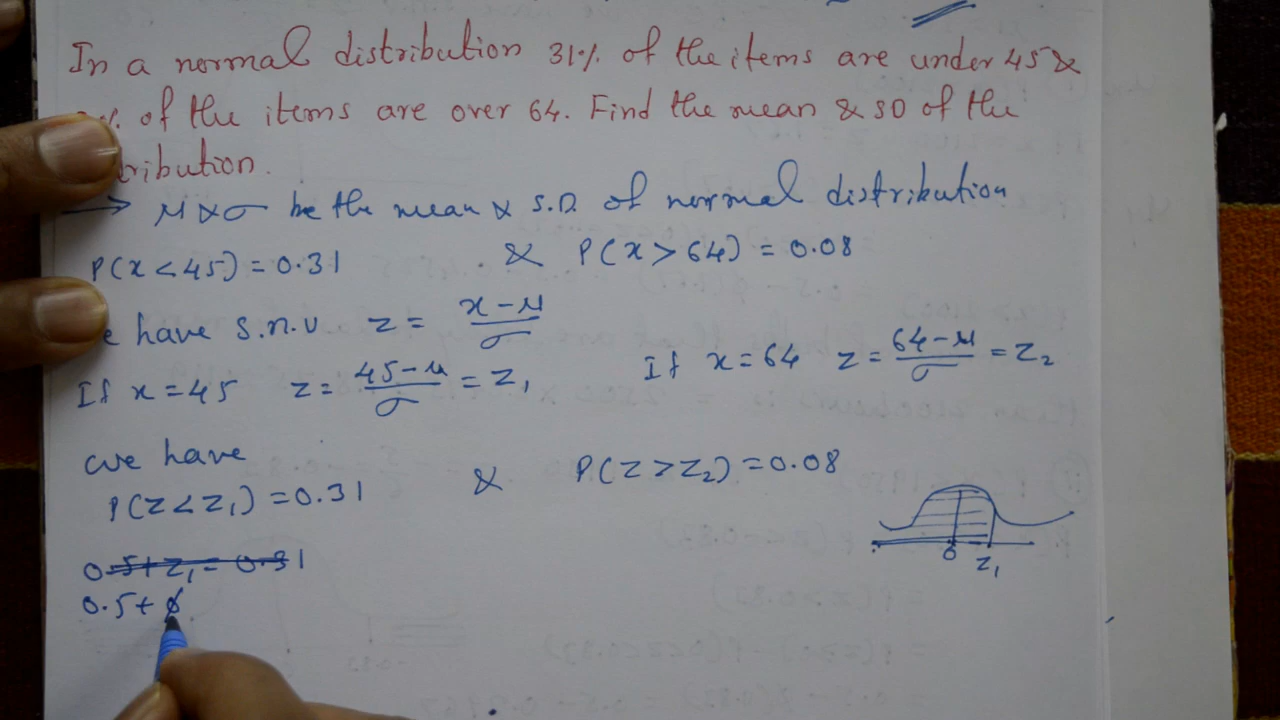 In a normal distribution 31% of the items are under 45 &
%. of the items are over 64. Find the mean & SD of the
tribution.
→ μ & σ be the mean & S.D. of normal distribution
P(x < 45) = 0.31 & P(x > 64) = 0.08
e have S.n.v z = x-μ/σ
If x = 45 z = 45-μ/σ = z₁ If x = 64 z = 64-μ/σ = z₂
we have
P(z < z₁) = 0.31 & P(z > z₂) = 0.08
0.5 + z₁ = 0.31
0.5 + φ
0 z₁